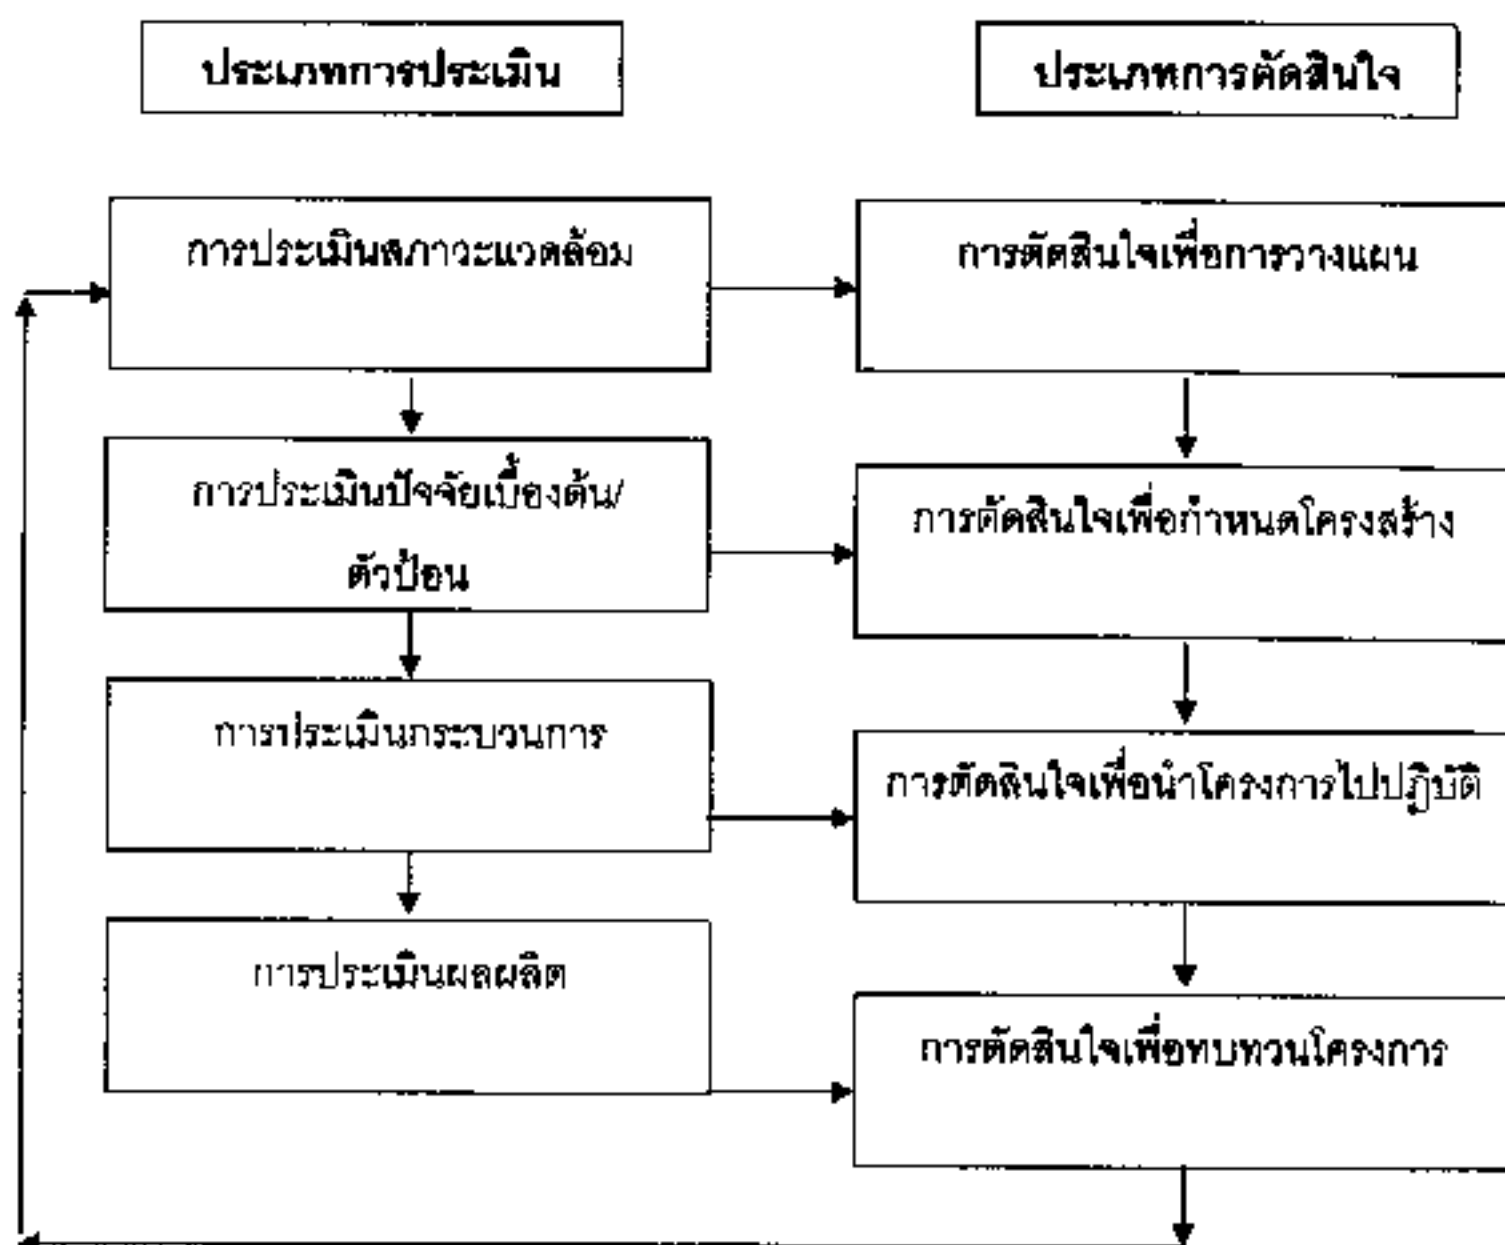 ประเภทการประเมิน
ประเภทการตัดสินใจ
การประเมินสภาวะแวดล้อม
การตัดสินใจเพื่อการวางแผน
การประเมินปัจจัยเบื้องต้น/
ตัวป้อน
การตัดสินใจเพื่อกำหนดโครงสร้าง
การประเมินกระบวนการ
การตัดสินใจเพื่อนำโครงการไปปฏิบัติ
การประเมินผลผลิต
การตัดสินใจเพื่อทบทวนโครงการ